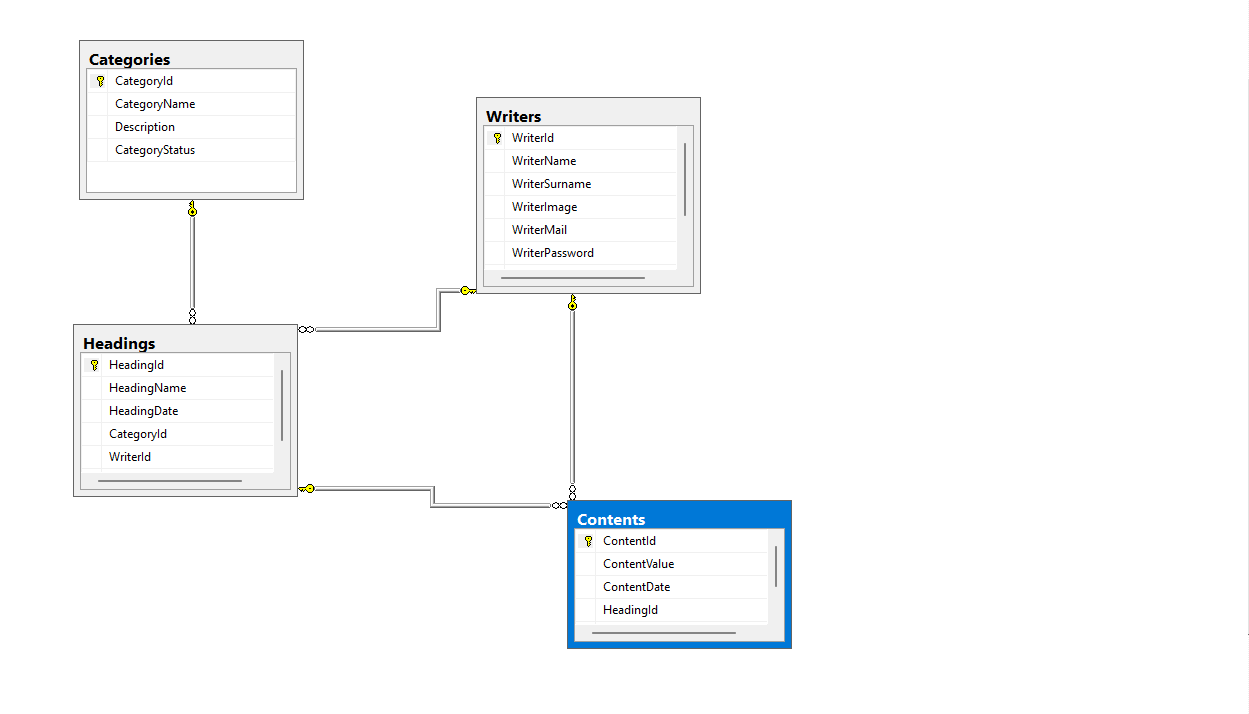 Categories
CategoryId
CategoryName
Description
CategoryStatus
Writers
WriterId
WriterName
WriterSurname
WriterImage
WriterMail
WriterPassword
Headings
HeadingId
HeadingName
HeadingDate
CategoryId
WriterId
Contents
ContentId
ContentValue
ContentDate
HeadingId